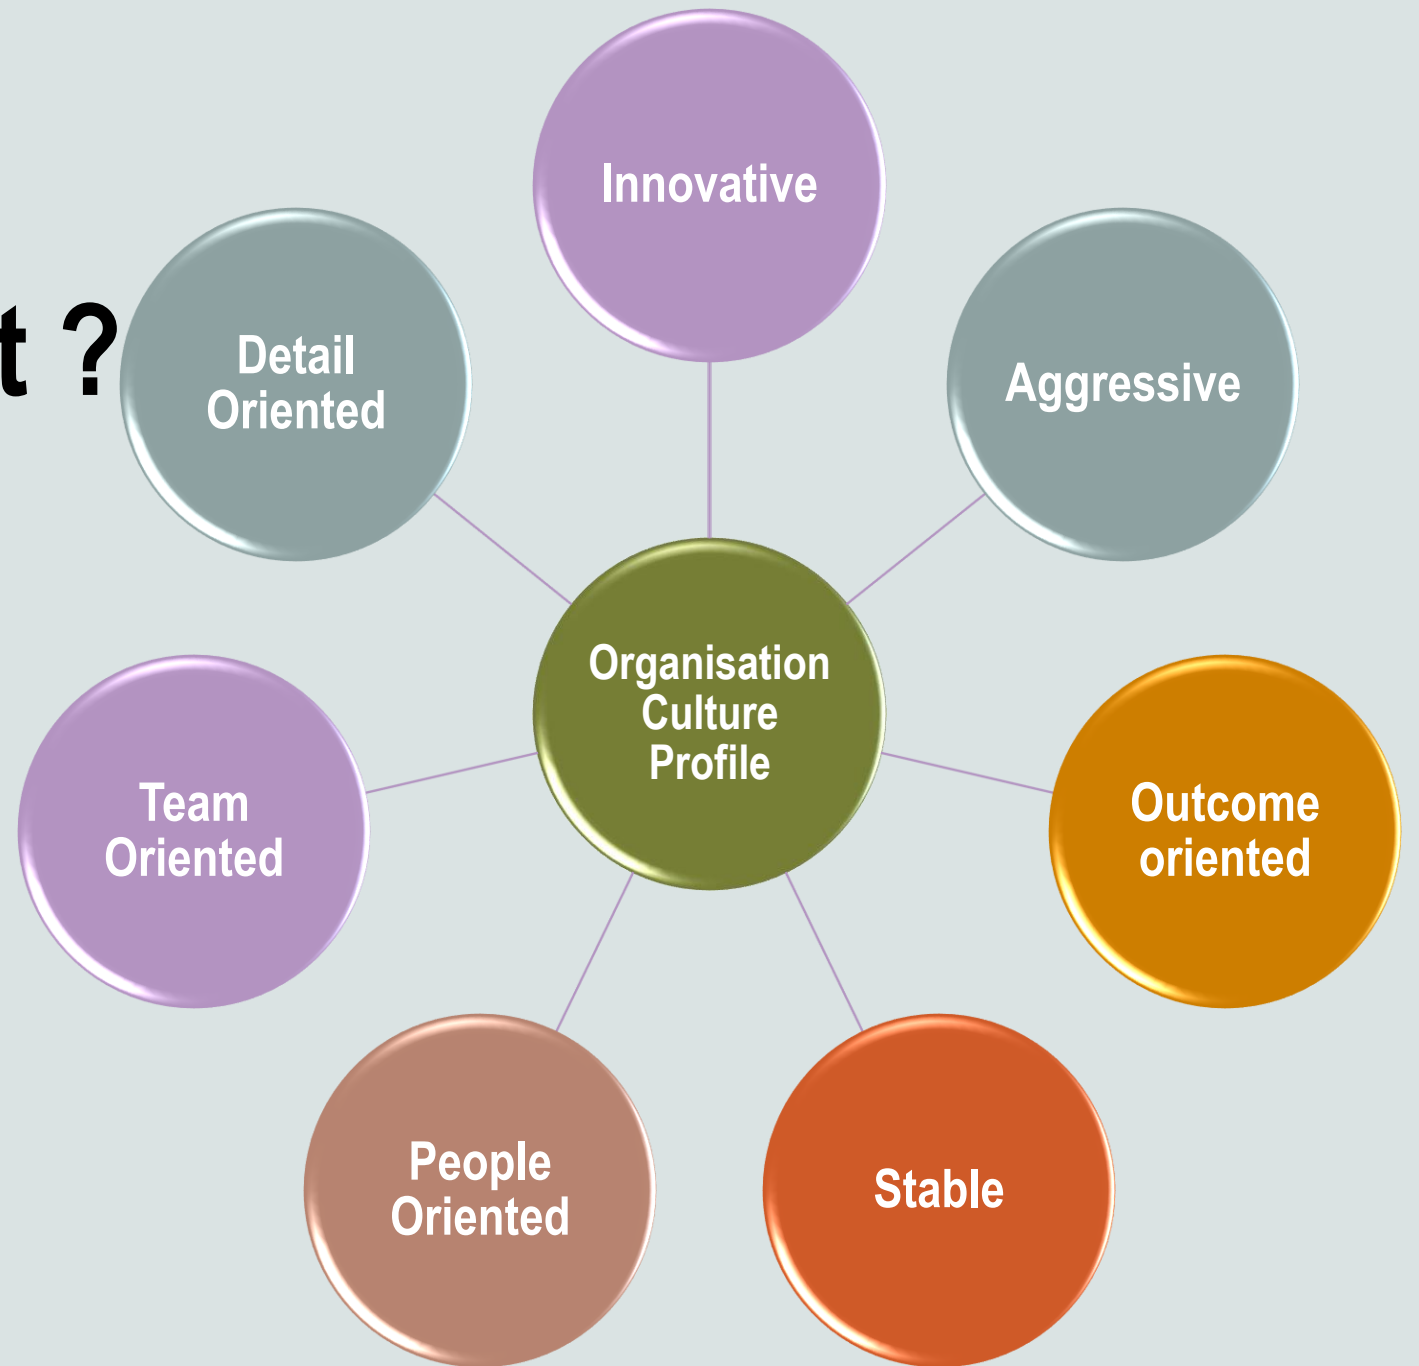 t ?
Innovative
Aggressive
Outcome
oriented
Stable
People
Oriented
Team
Oriented
Detail
Oriented
Organisation
Culture
Profile